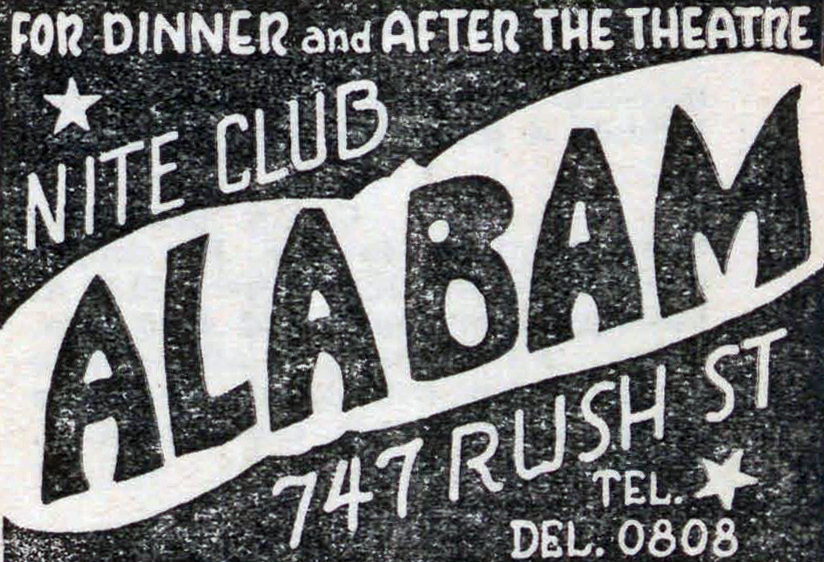 FOR DINNER and AFTER THE THEATRE
NITE CLUB
ALABAM
747 RUSH ST
TEL.
DEL. 0808